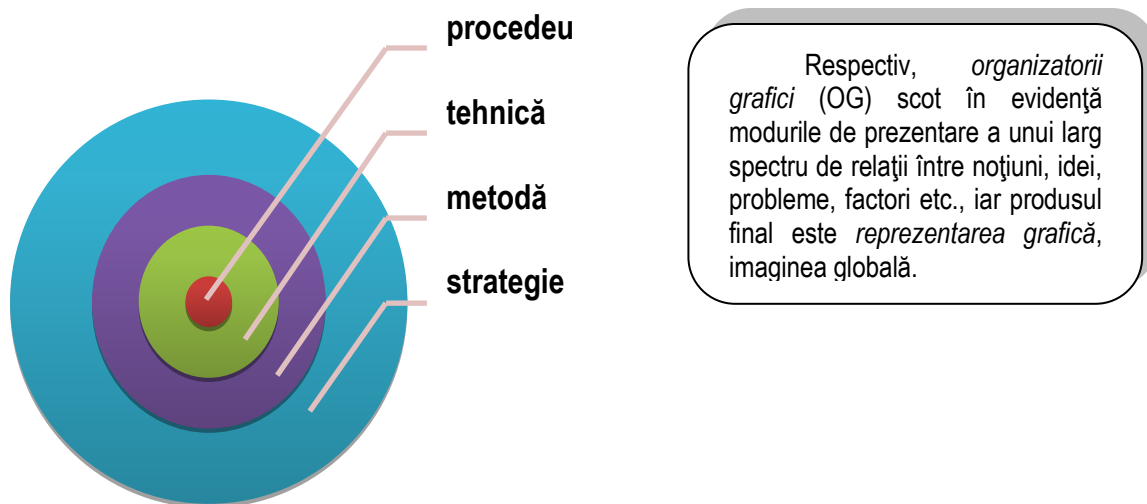 procedeu
tehnică
metodă
strategie
Respectiv, organizatorii
grafici (OG) scot în evidenţă
modurile de prezentare a unui larg
spectru de relaţii între noţiuni, idei,
probleme, factori etc., iar produsul
final este reprezentarea grafică,
imaginea globală.